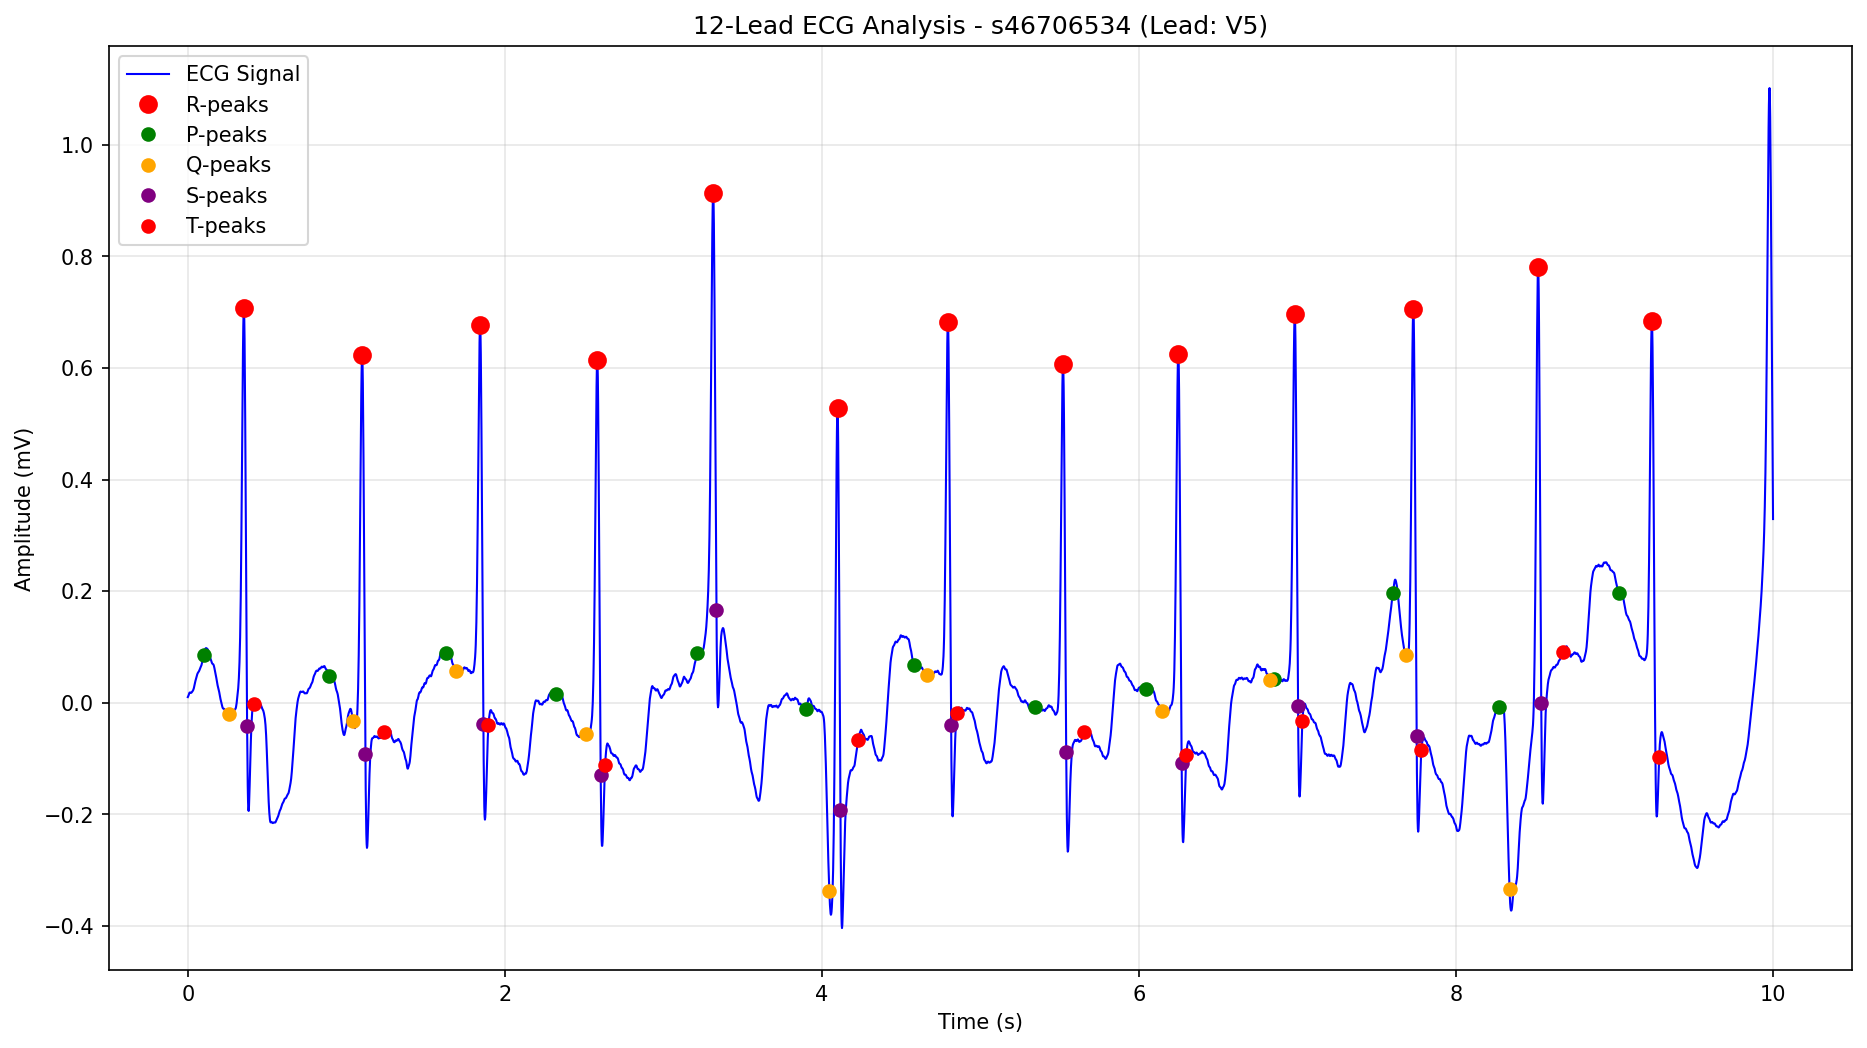 12-Lead ECG Analysis - s46706534 (Lead: V5)
ECG Signal
R-peaks
P-peaks
Q-peaks
S-peaks
T-peaks
Amplitude (mV)
1.0
0.8
0.6
0.4
0.2
0.0
−0.2
−0.4
0 2 4 6 8 10
Time (s)